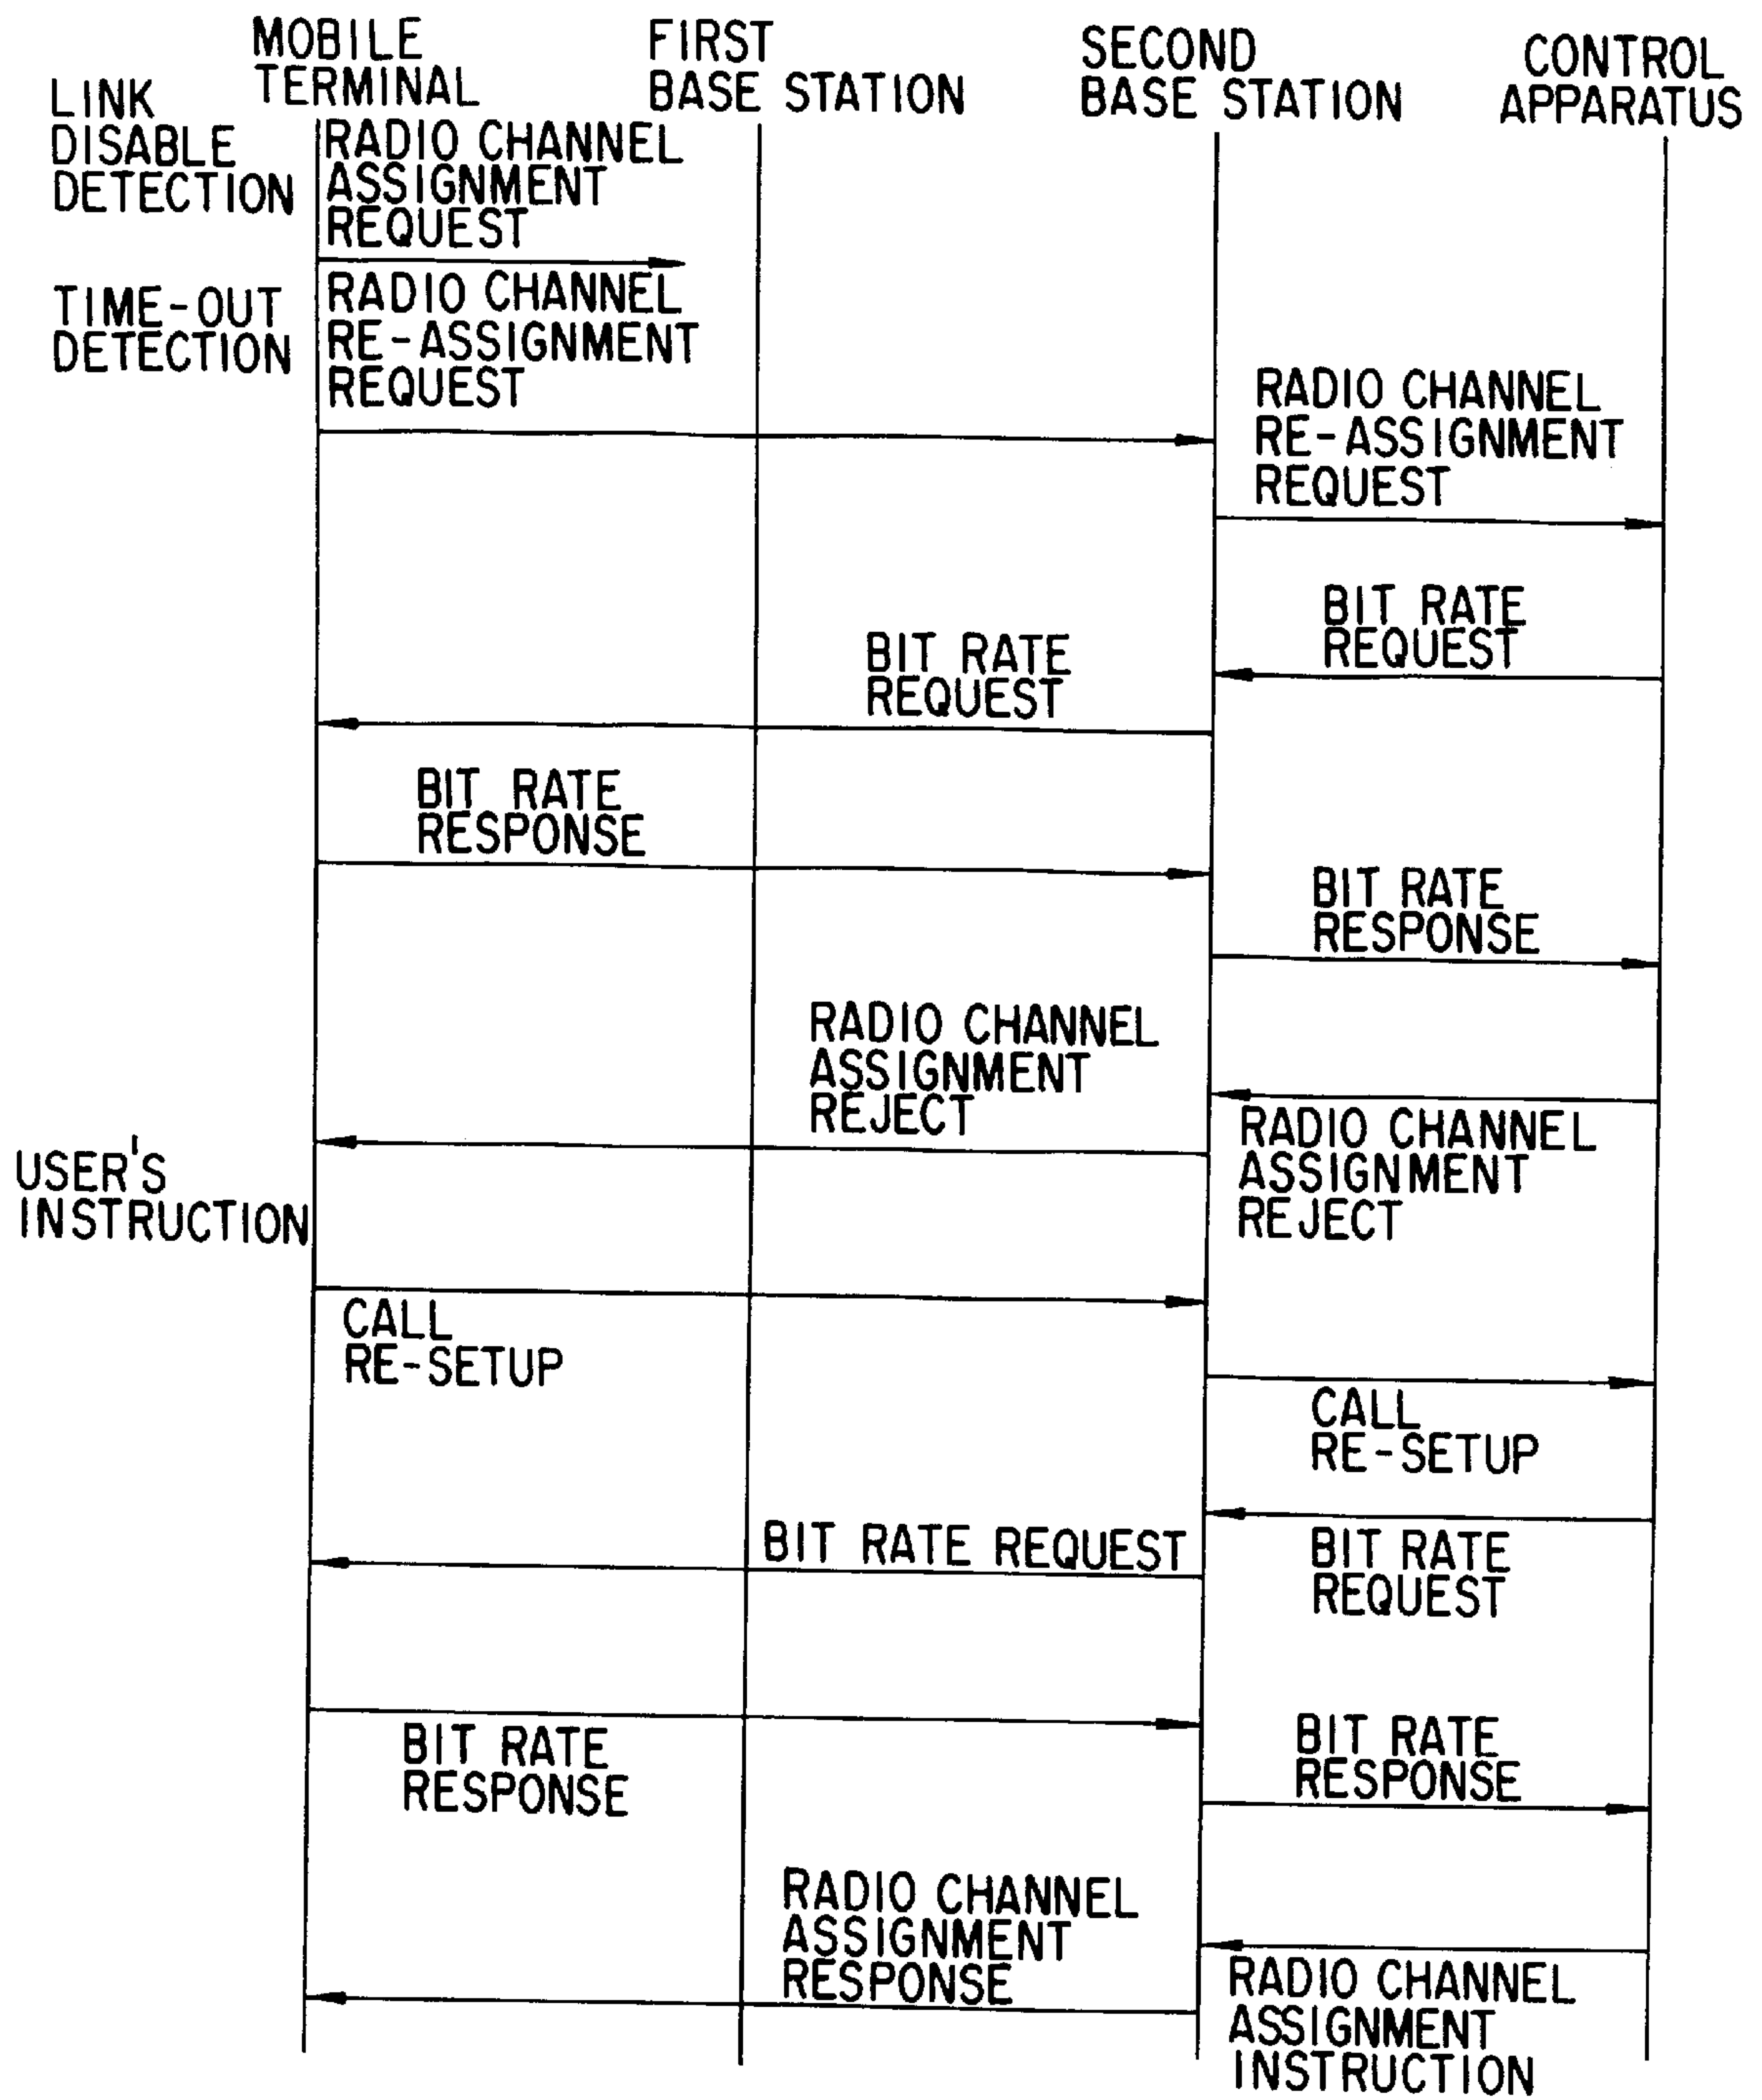 MOBILE
TERMINAL
FIRST
BASE STATION
SECOND
BASE STATION
CONTROL
APPARATUS
LINK
DISABLE
DETECTION
RADIO CHANNEL
ASSIGNMENT
REQUEST
TIME-OUT
DETECTION
RADIO CHANNEL
RE-ASSIGNMENT
REQUEST
RADIO CHANNEL
RE-ASSIGNMENT
REQUEST
BIT RATE
REQUEST
BIT RATE
REQUEST
BIT RATE
RESPONSE
BIT RATE
RESPONSE
RADIO CHANNEL
ASSIGNMENT
REJECT
RADIO CHANNEL
ASSIGNMENT
REJECT
USER'S
INSTRUCTION
CALL
RE-SETUP
CALL
RE-SETUP
BIT RATE REQUEST
BIT RATE
REQUEST
BIT RATE
RESPONSE
BIT RATE
RESPONSE
RADIO CHANNEL
ASSIGNMENT
RESPONSE
RADIO CHANNEL
ASSIGNMENT
INSTRUCTION